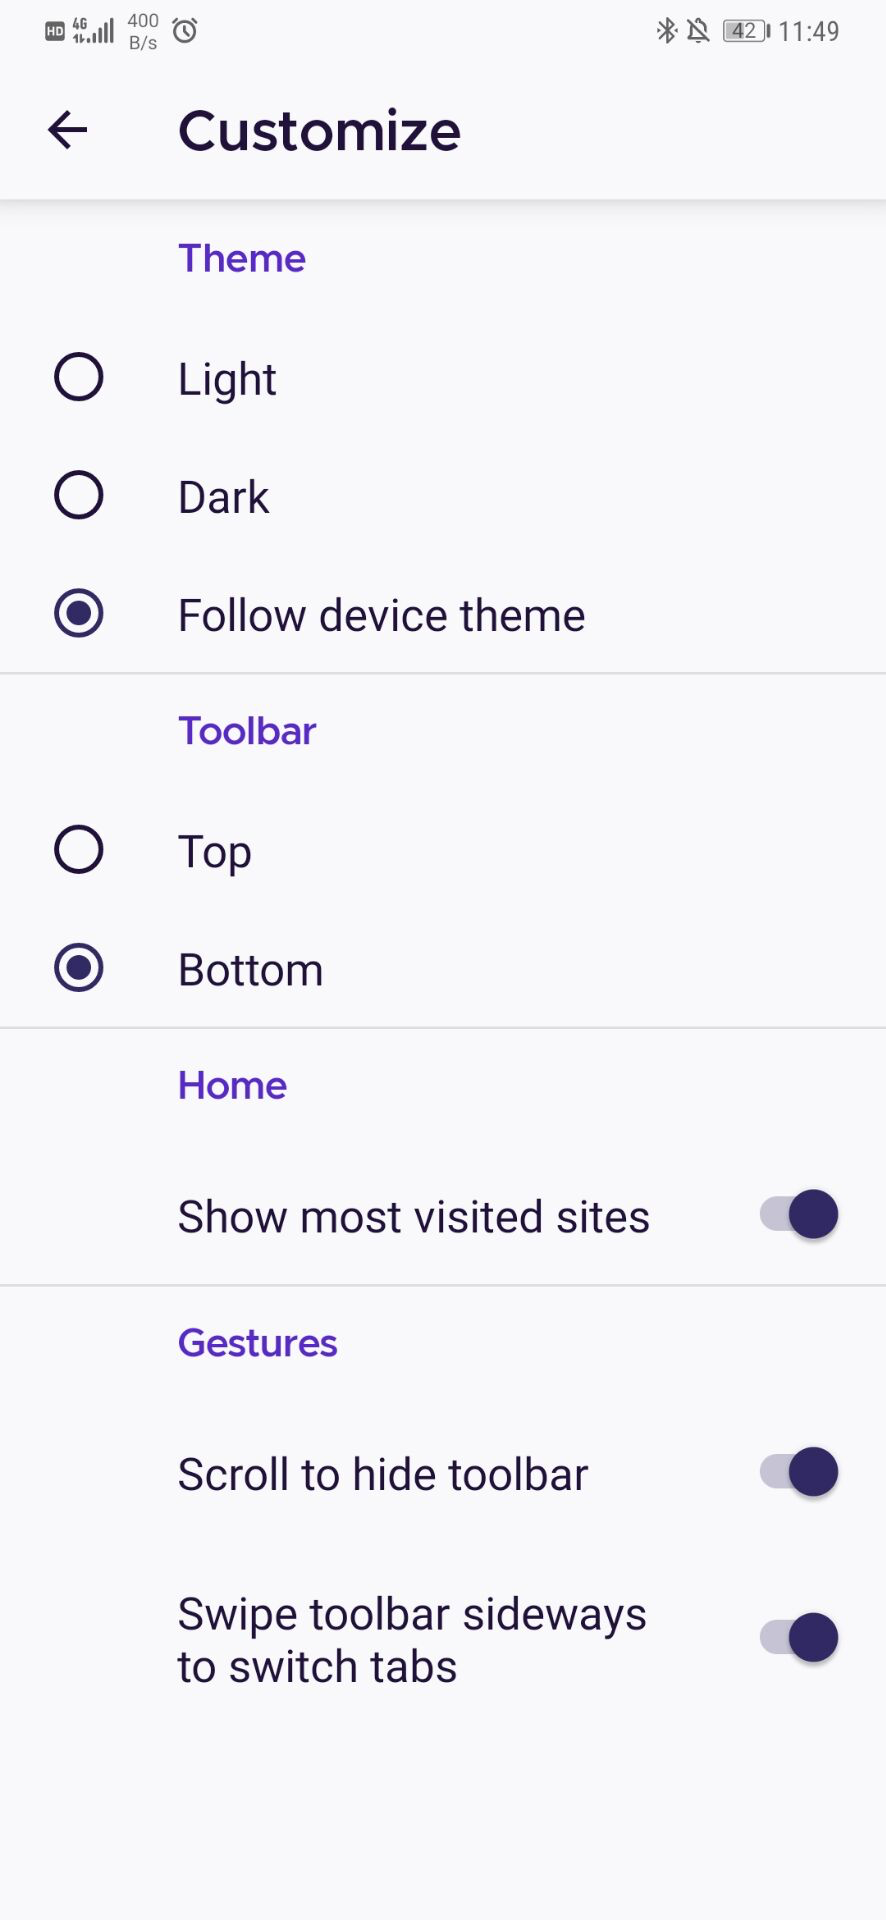 HD 4G 400 B/s 42 11:49
Customize
Theme
Light
Dark
Follow device theme
Toolbar
Top
Bottom
Home
Show most visited sites
Gestures
Scroll to hide toolbar
Swipe toolbar sideways
to switch tabs